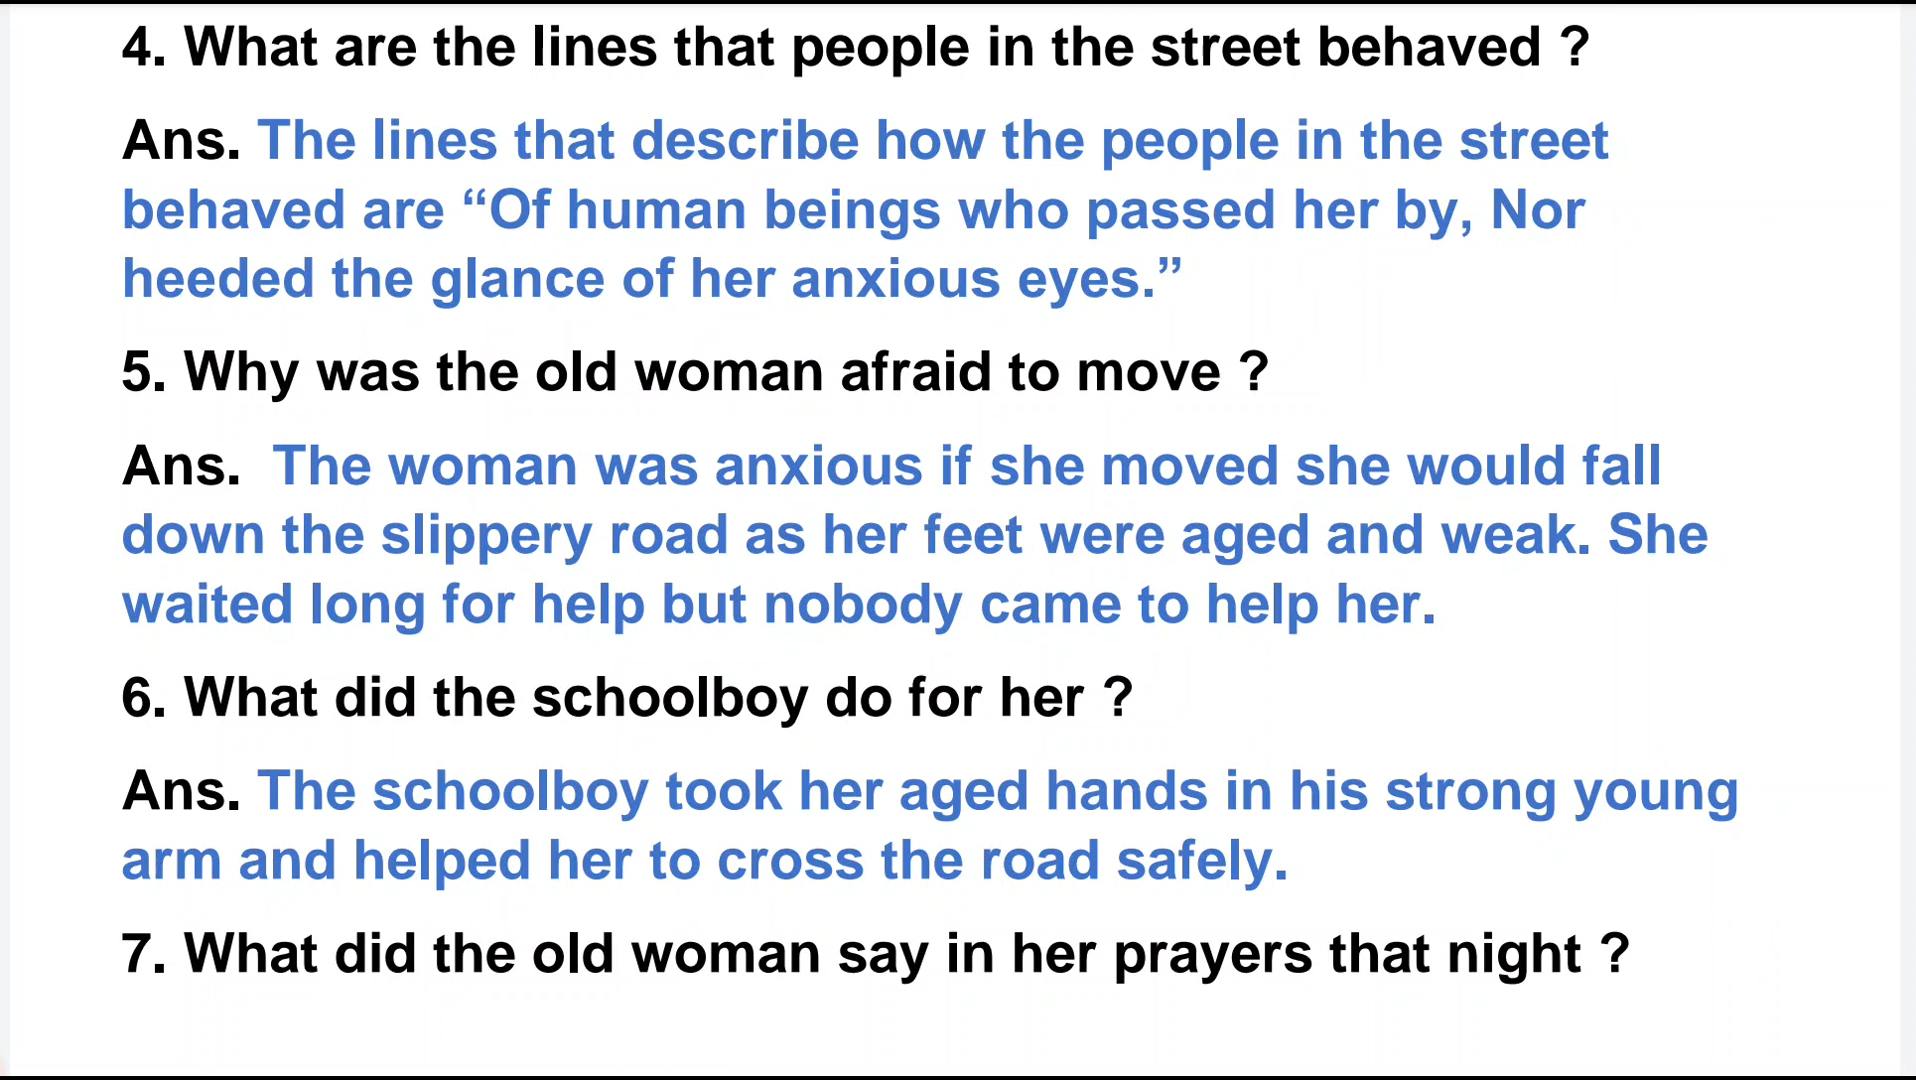 4. What are the lines that people in the street behaved ?
Ans. The lines that describe how the people in the street
behaved are “Of human beings who passed her by, Nor
heeded the glance of her anxious eyes.”
5. Why was the old woman afraid to move ?
Ans.  The woman was anxious if she moved she would fall
down the slippery road as her feet were aged and weak. She
waited long for help but nobody came to help her.
6. What did the schoolboy do for her ?
Ans. The schoolboy took her aged hands in his strong young
arm and helped her to cross the road safely.
7. What did the old woman say in her prayers that night ?